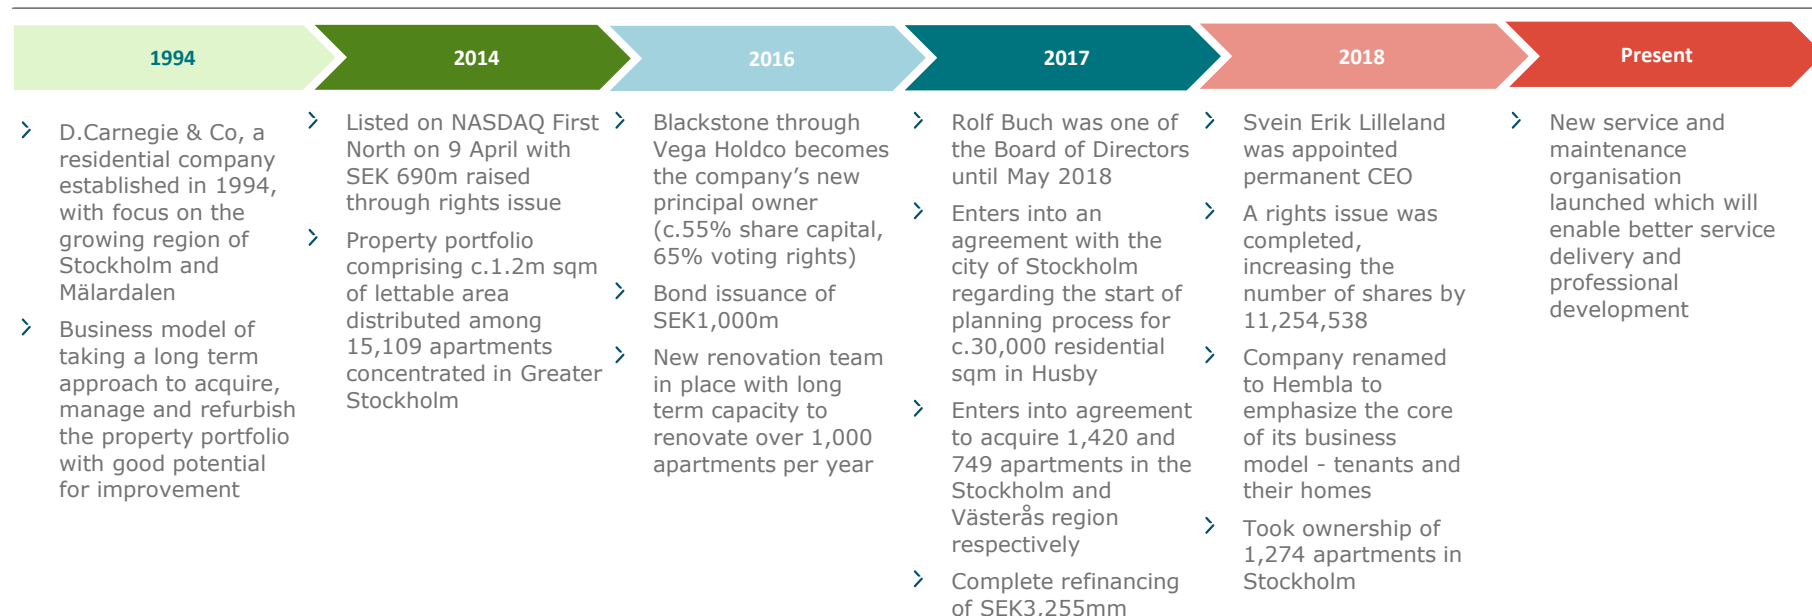 1994
D.Carnegie & Co, a
residential company
established in 1994,
with focus on the
growing region of
Stockholm and
Mälardalen
Business model of
taking a long term
approach to acquire,
manage and refurbish
the property portfolio
with good potential
for improvement
2014
Listed on NASDAQ First
North on 9 April with
SEK 690m raised
through rights issue
Property portfolio
comprising c.1.2m sqm
of lettable area
distributed among
15,109 apartments
concentrated in Greater
Stockholm
2016
Blackstone through
Vega Holdco becomes
the company's new
principal owner
(c.55% share capital,
65% voting rights)
Bond issuance of
SEK1,000m
New renovation team
in place with long
term capacity to
renovate over 1,000
apartments per year
2017
Rolf Buch was one of
the Board of Directors
until May 2018
Enters into an
agreement with the
city of Stockholm
regarding the start of
planning process for
c.30,000 residential
sqm in Husby
Enters into agreement
to acquire 1,420 and
749 apartments in the
Stockholm and
Västerås region
respectively
Complete refinancing
of SEK3,255mm
2018
Svein Erik Lilleland
was appointed
permanent CEO
A rights issue was
completed,
increasing the
number of shares by
11,254,538
Company renamed
to Hembla to
emphasize the core
of its business
model - tenants and
their homes
Took ownership of
1,274 apartments in
Stockholm
Present
New service and
maintenance
organisation
launched which will
enable better service
delivery and
professional
development